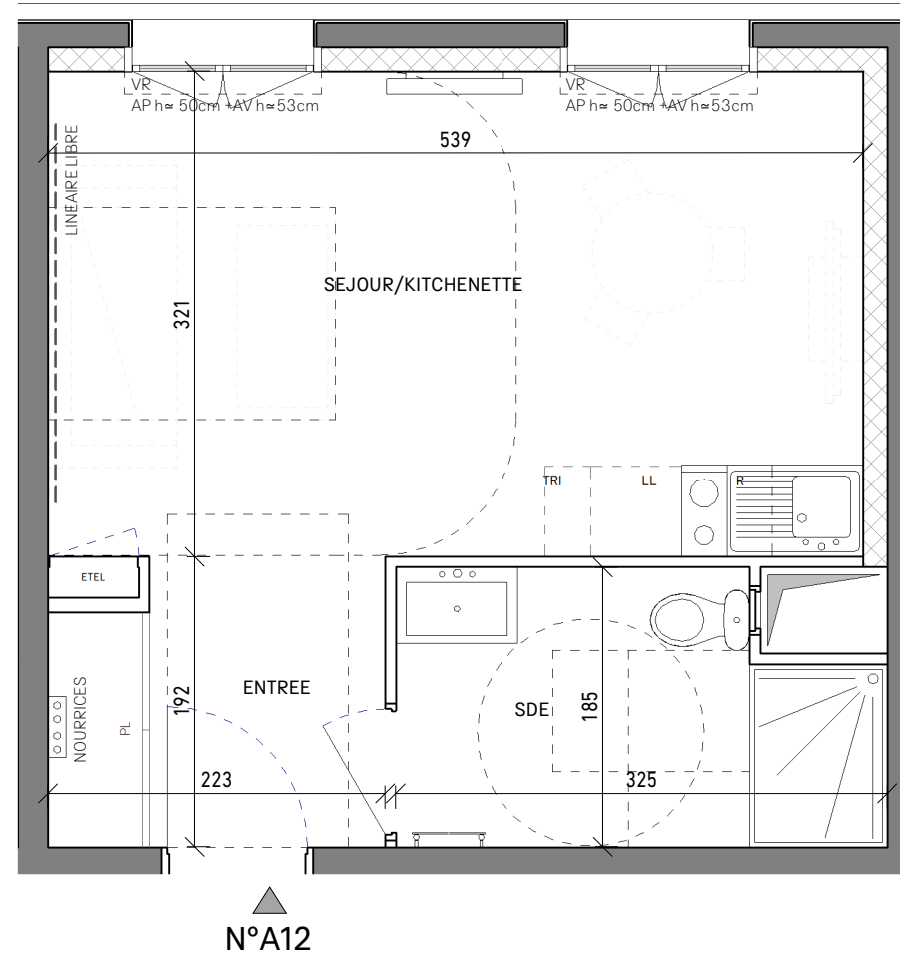 VR
AP h≃ 50cm +AV h≃53cm
VR
AP h≃ 50cm +AV h≃53cm
LINEAIRE LIBRE
539
SEJOUR/KITCHENETTE
321
TRI
LL
R
ETEL
ENTREE
192
NOURRICES
PL
SDE
185
223
325
N°A12